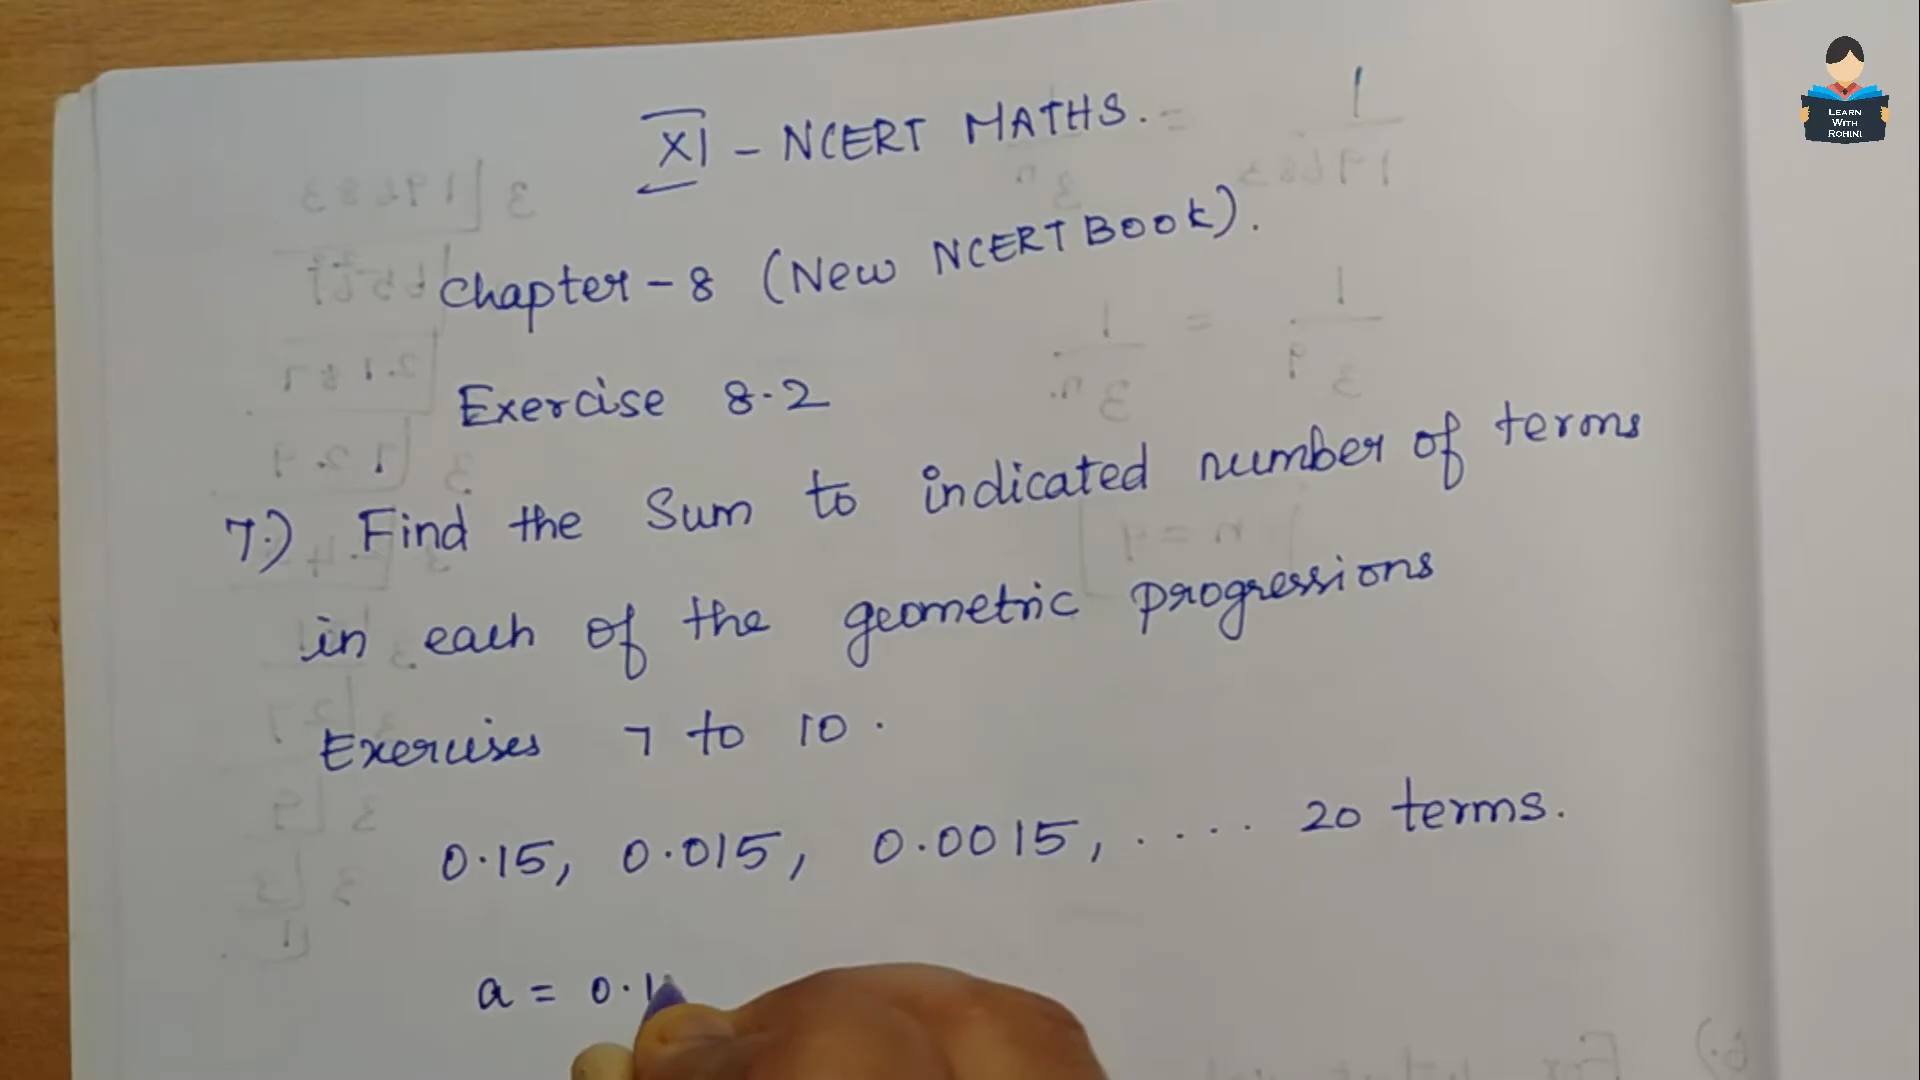 XI - NCERT MATHS.
Chapter - 8 (New NCERT BOOK).
Exercise 8.2
7.) Find the Sum to indicated number of terms
in each of the geometric progressions
Exercises 7 to 10.
0.15, 0.015, 0.0015, .... 20 terms.
a = 0.1
LEARN
WITH
ROHINI